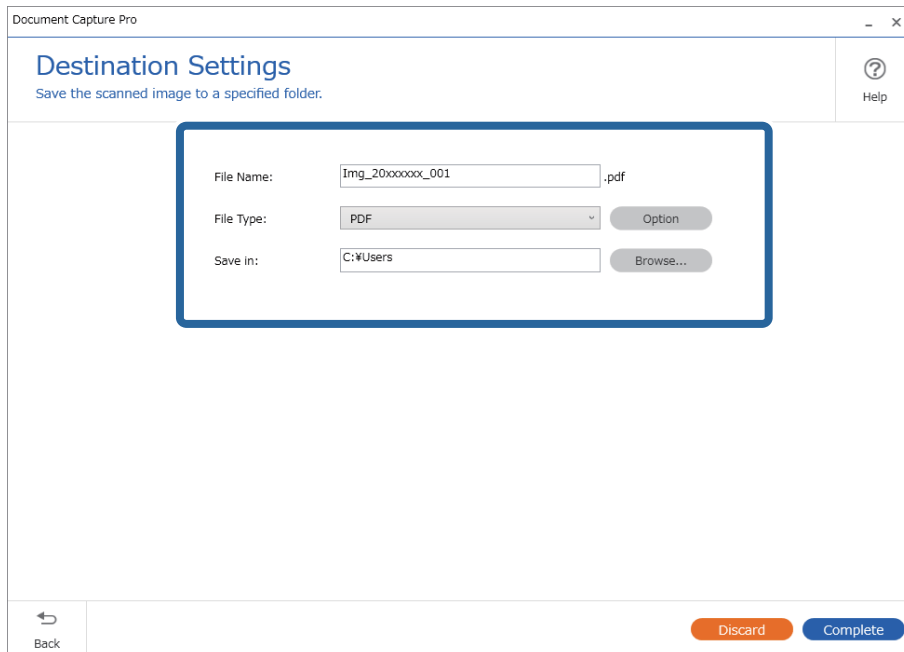 Document Capture Pro
Destination Settings
Save the scanned image to a specified folder.
Help
File Name: Img_20xxxxxx_001 .pdf
File Type: PDF Option
Save in: C:¥Users Browse...
Back
Discard Complete